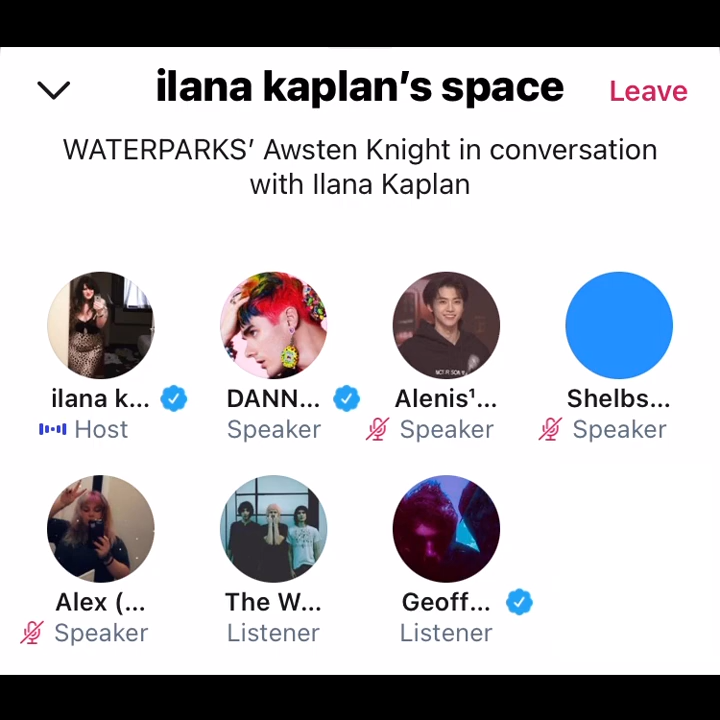 ilana kaplan’s space
Leave
WATERPARKS’ Awsten Knight in conversation
with Ilana Kaplan
ilana k...
Host
DANN...
Speaker
Alenis¹...
Speaker
Shelbs...
Speaker
Alex (...
Speaker
The W...
Listener
Geoff...
Listener